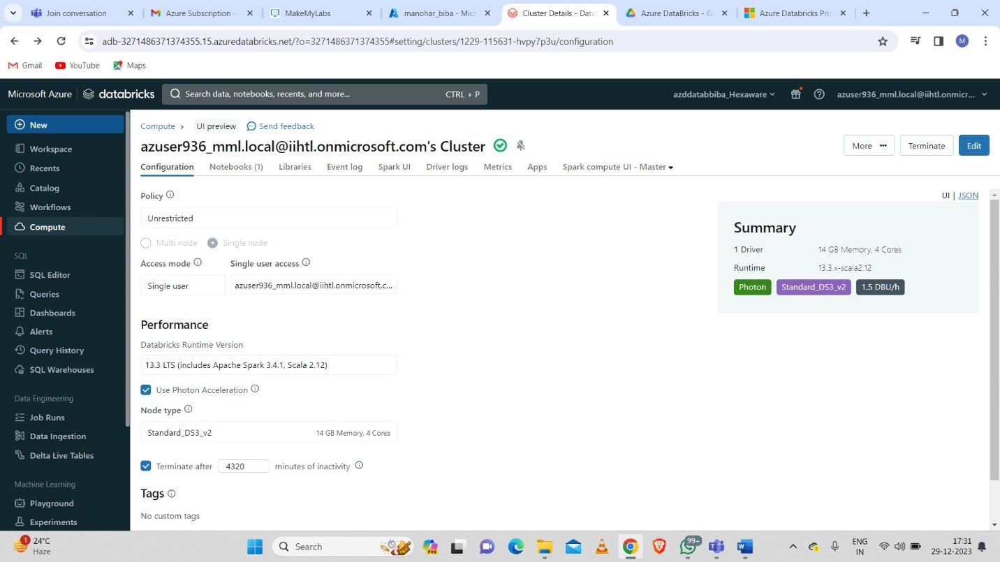 Join conversation
Azure Subscription -
MakeMyLabs
manohar_biba - Micr
Cluster Details - Data
Azure DataBricks - G
Azure Databricks Pri
adb-3271486371374355.15.azuredatabricks.net/?o=3271486371374355#setting/clusters/1229-115631-hvpy7p3u/configuration
M
Gmail
YouTube
Maps
Microsoft Azure
databricks
Search data, notebooks, recents, and more...
CTRL + P
azddatabbiba_Hexaware
azuser936_mml.local@iihtl.onmicr...
New
Workspace
Recents
Catalog
Workflows
Compute
SQL
SQL Editor
Queries
Dashboards
Alerts
Query History
SQL Warehouses
Data Engineering
Job Runs
Data Ingestion
Delta Live Tables
Machine Learning
Playground
Experiments
Compute
UI preview
Send feedback
azuser936_mml.local@iihtl.onmicrosoft.com's Cluster
More
Terminate
Edit
Configuration
Notebooks (1)
Libraries
Event log
Spark UI
Driver logs
Metrics
Apps
Spark compute UI - Master
Policy
Unrestricted
Multi node
Single node
Access mode
Single user access
Single user
azuser936_mml.local@iihtl.onmicrosoft.c...
Performance
Databricks Runtime Version
13.3 LTS (includes Apache Spark 3.4.1, Scala 2.12)
Use Photon Acceleration
Node type
Standard_DS3_v2
14 GB Memory, 4 Cores
Terminate after 4320 minutes of inactivity
Tags
No custom tags
UI | JSON
Summary
1 Driver
14 GB Memory, 4 Cores
Runtime
13.3.x-scala2.12
Photon
Standard_DS3_v2
1.5 DBU/h
1
24°C
Haze
Search
PRE
99+
ENG
IN
17:31
29-12-2023